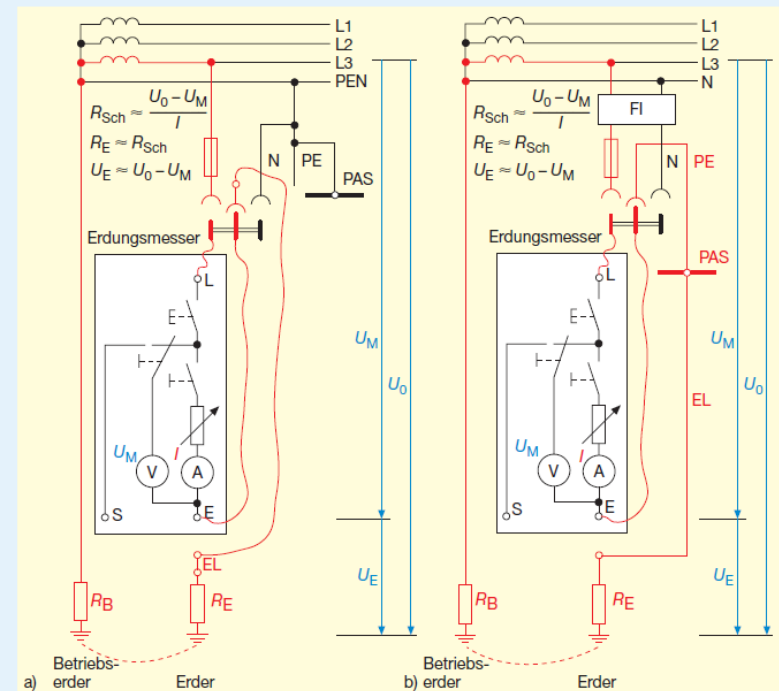 L1
L2
L3
PEN
R_Sch ≈ (U_0 – U_M) / I
R_E ≈ R_Sch
U_E ≈ U_0 – U_M
N
PE
PAS
Erdungsmesser
L
E
U_M
I
V
A
S
E
U_M
U_0
EL
U_E
R_B
R_E
Betriebs-
a) erder
Erder
L1
L2
L3
N
R_Sch ≈ (U_0 – U_M) / I
R_E ≈ R_Sch
U_E ≈ U_0 – U_M
FI
N
PE
PAS
Erdungsmesser
L
E
U_M
I
V
A
S
E
EL
U_M
U_0
U_E
R_B
R_E
Betriebs-
b) erder
Erder